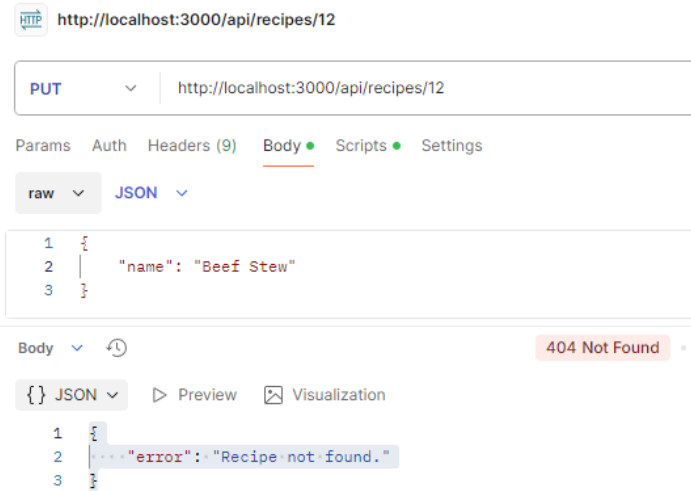 HTTP http://localhost:3000/api/recipes/12
PUT http://localhost:3000/api/recipes/12
Params Auth Headers (9) Body Scripts Settings
raw JSON
1 {
2 "name": "Beef Stew"
3 }
Body 404 Not Found
{} JSON Preview Visualization
1 {
2 ····"error":·"Recipe·not·found."
3 }